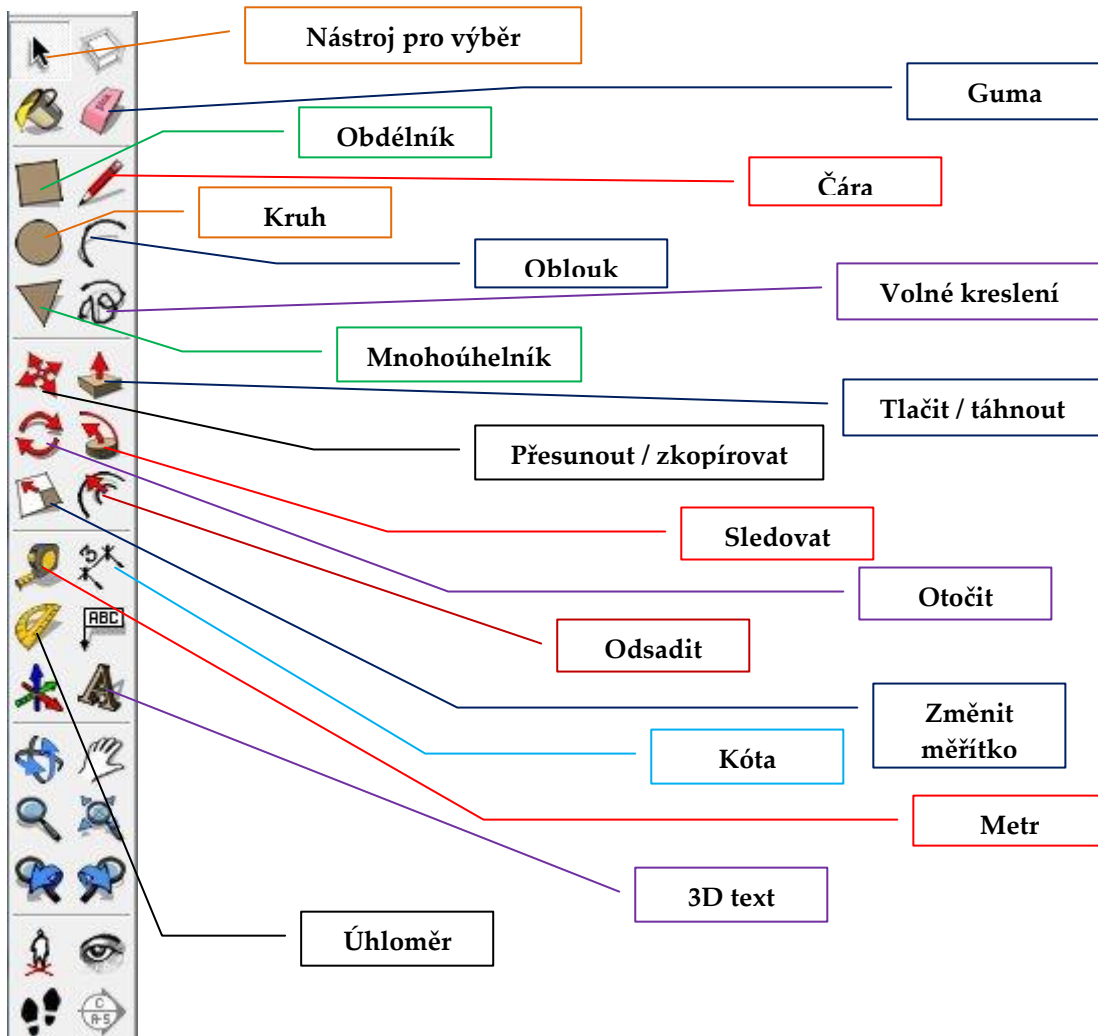 Nástroj pro výběr
Guma
Obdélník
Čára
Kruh
Oblouk
Volné kreslení
Mnohoúhelník
Tlačit / táhnout
Přesunout / zkopírovat
Sledovat
Otočit
Odsadit
ABC
Změnit
měřítko
Kóta
Metr
3D text
Úhloměr
C
A-S